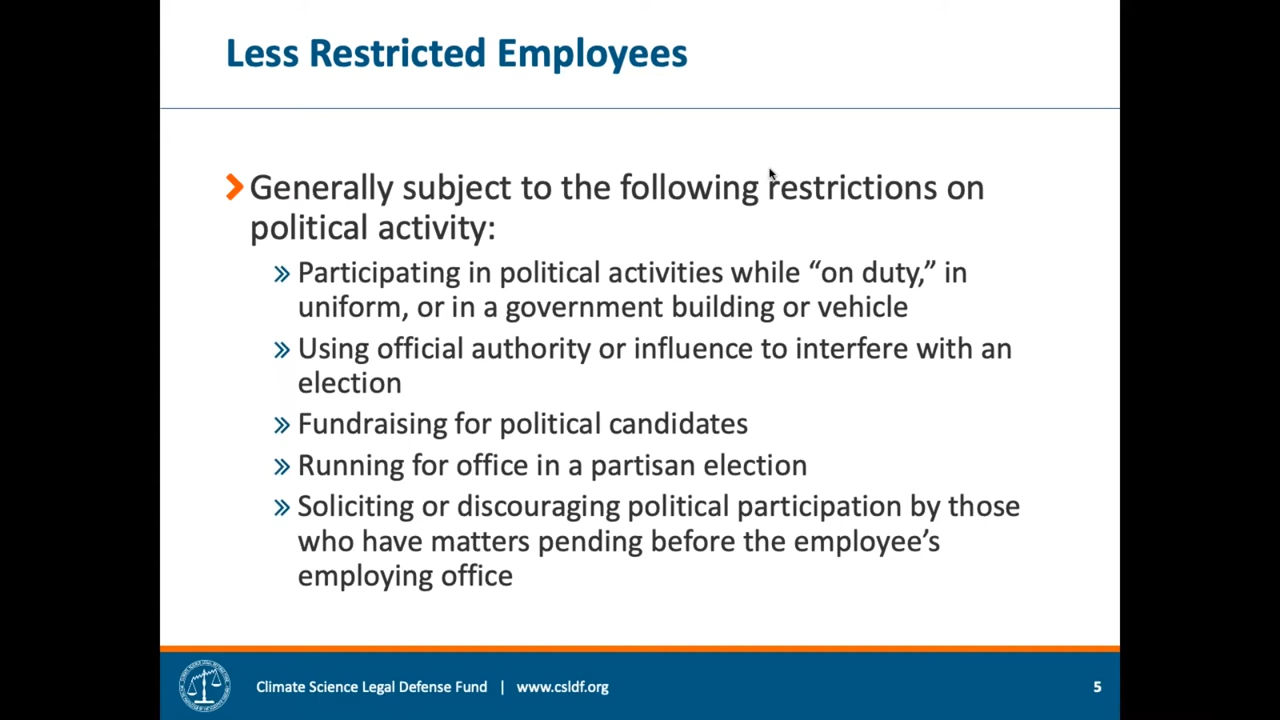 Less Restricted Employees
Generally subject to the following restrictions on
political activity:
» Participating in political activities while “on duty,” in
uniform, or in a government building or vehicle
» Using official authority or influence to interfere with an
election
» Fundraising for political candidates
» Running for office in a partisan election
» Soliciting or discouraging political participation by those
who have matters pending before the employee’s
employing office
Climate Science Legal Defense Fund | www.csldf.org 5